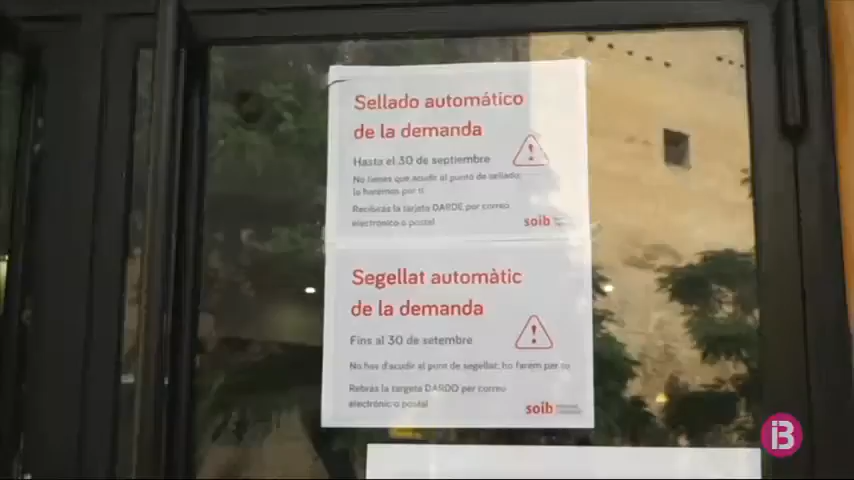 Sellado automático
de la demanda
Hasta el 30 de septiembre
No tienes que acudir al punto de sellado,
lo haremos por ti
Recibirás la tarjeta DARDE por correo
electrónico o postal
soib
Segellat automàtic
de la demanda
Fins al 30 de setembre
No has d'acudir al punt de segellat, ho farem per tu
Rebràs la targeta DARDO per correo
electrònic o postal
soib
iB